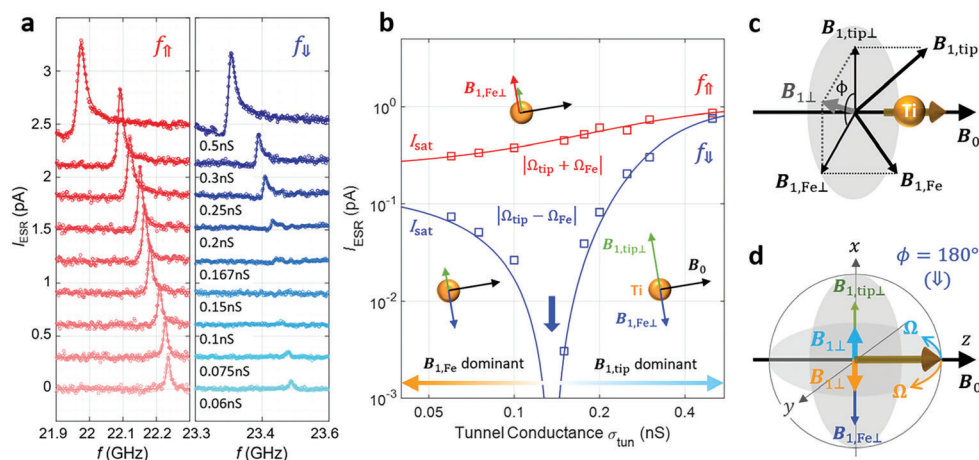 a
f⇑
f⇓
I_ESR (pA)
3
2.5
2
1.5
1
0.5
0
0.5nS
0.3nS
0.25nS
0.2nS
0.167nS
0.15nS
0.1nS
0.075nS
0.06nS
21.9 22 22.1 22.2
23.3 23.4 23.5 23.6
f (GHz)
f (GHz)
b
I_ESR (pA)
10^0
10^-1
10^-2
10^-3
B_1,Fe⊥
f⇑
f⇓
I_sat
|Ω_tip + Ω_Fe|
I_sat
|Ω_tip − Ω_Fe|
B_1,tip⊥
B_0
Ti
B_1,Fe⊥
B_1,Fe dominant
B_1,tip dominant
0.05 0.1 0.2 0.4
Tunnel Conductance σ_tun (nS)
c
B_1,tip⊥
B_1,tip
ϕ
B_1⊥
Ti
B_0
B_1,Fe⊥
B_1,Fe
d
x
ϕ = 180°
(⇓)
B_1,tip⊥
B_1⊥
Ω
z
B_0
B_1⊥
Ω
y
B_1,Fe⊥